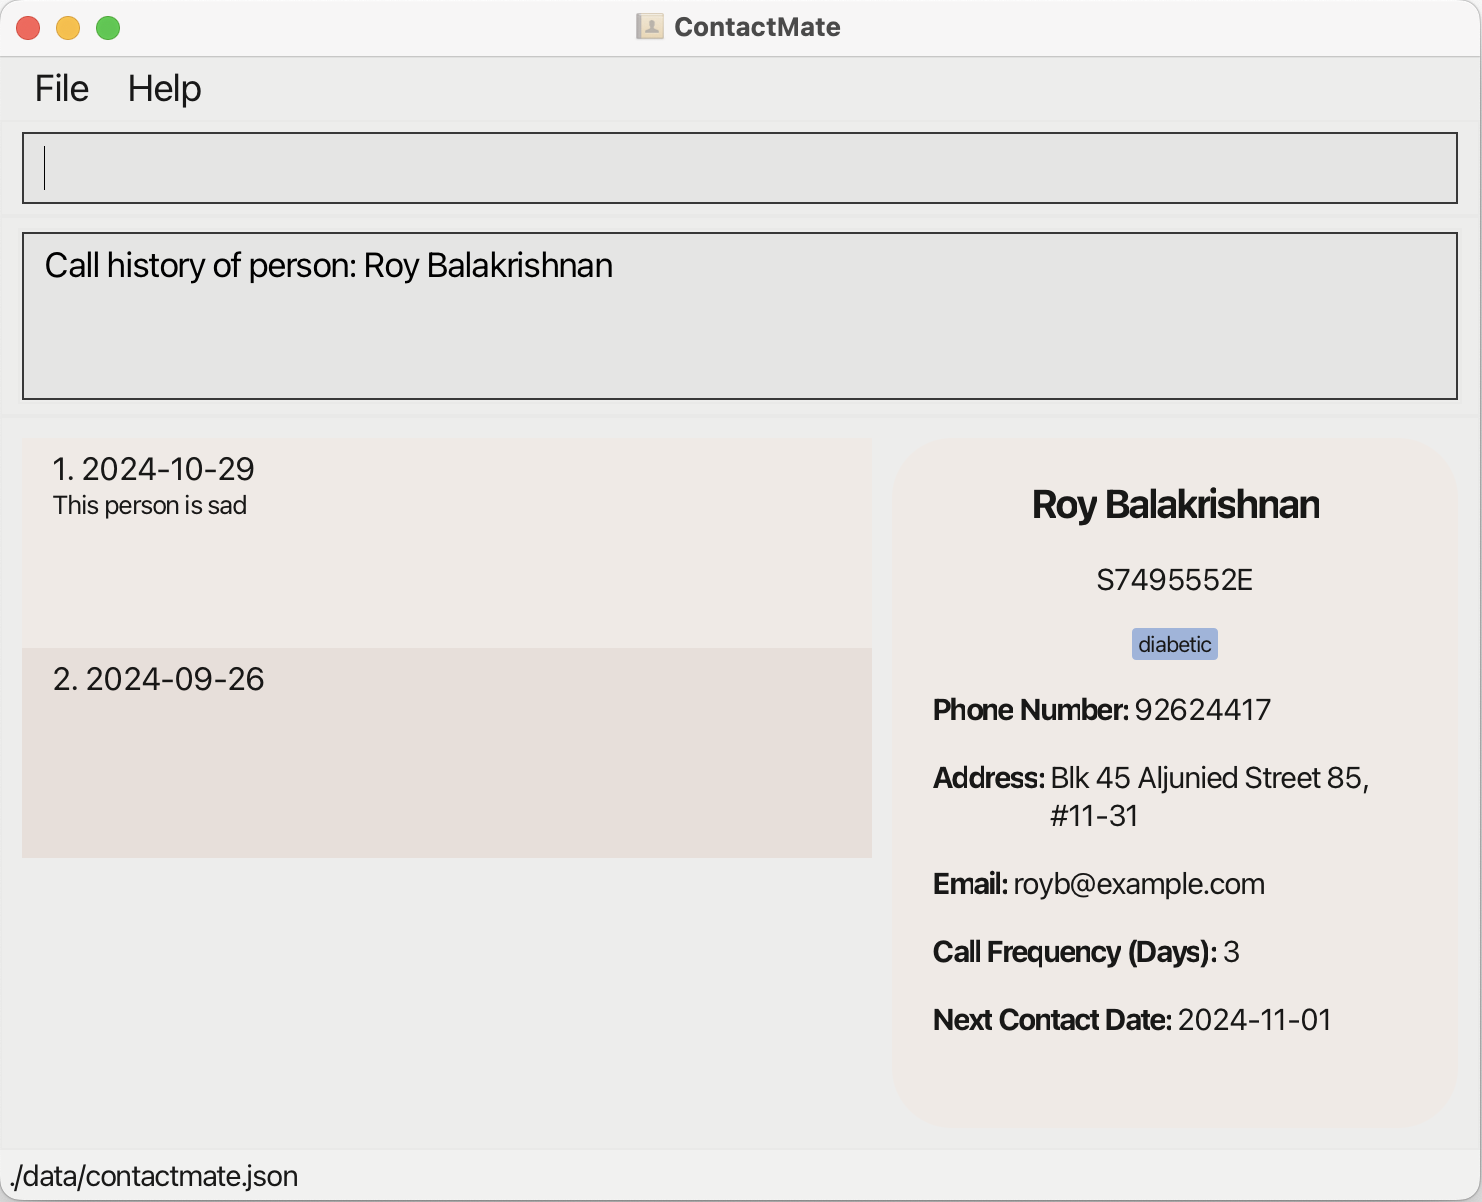 ContactMate
File Help
Call history of person: Roy Balakrishnan
1. 2024-10-29
This person is sad
2. 2024-09-26
Roy Balakrishnan
S7495552E
diabetic
Phone Number: 92624417
Address: Blk 45 Aljunied Street 85,
#11-31
Email: royb@example.com
Call Frequency (Days): 3
Next Contact Date: 2024-11-01
./data/contactmate.json